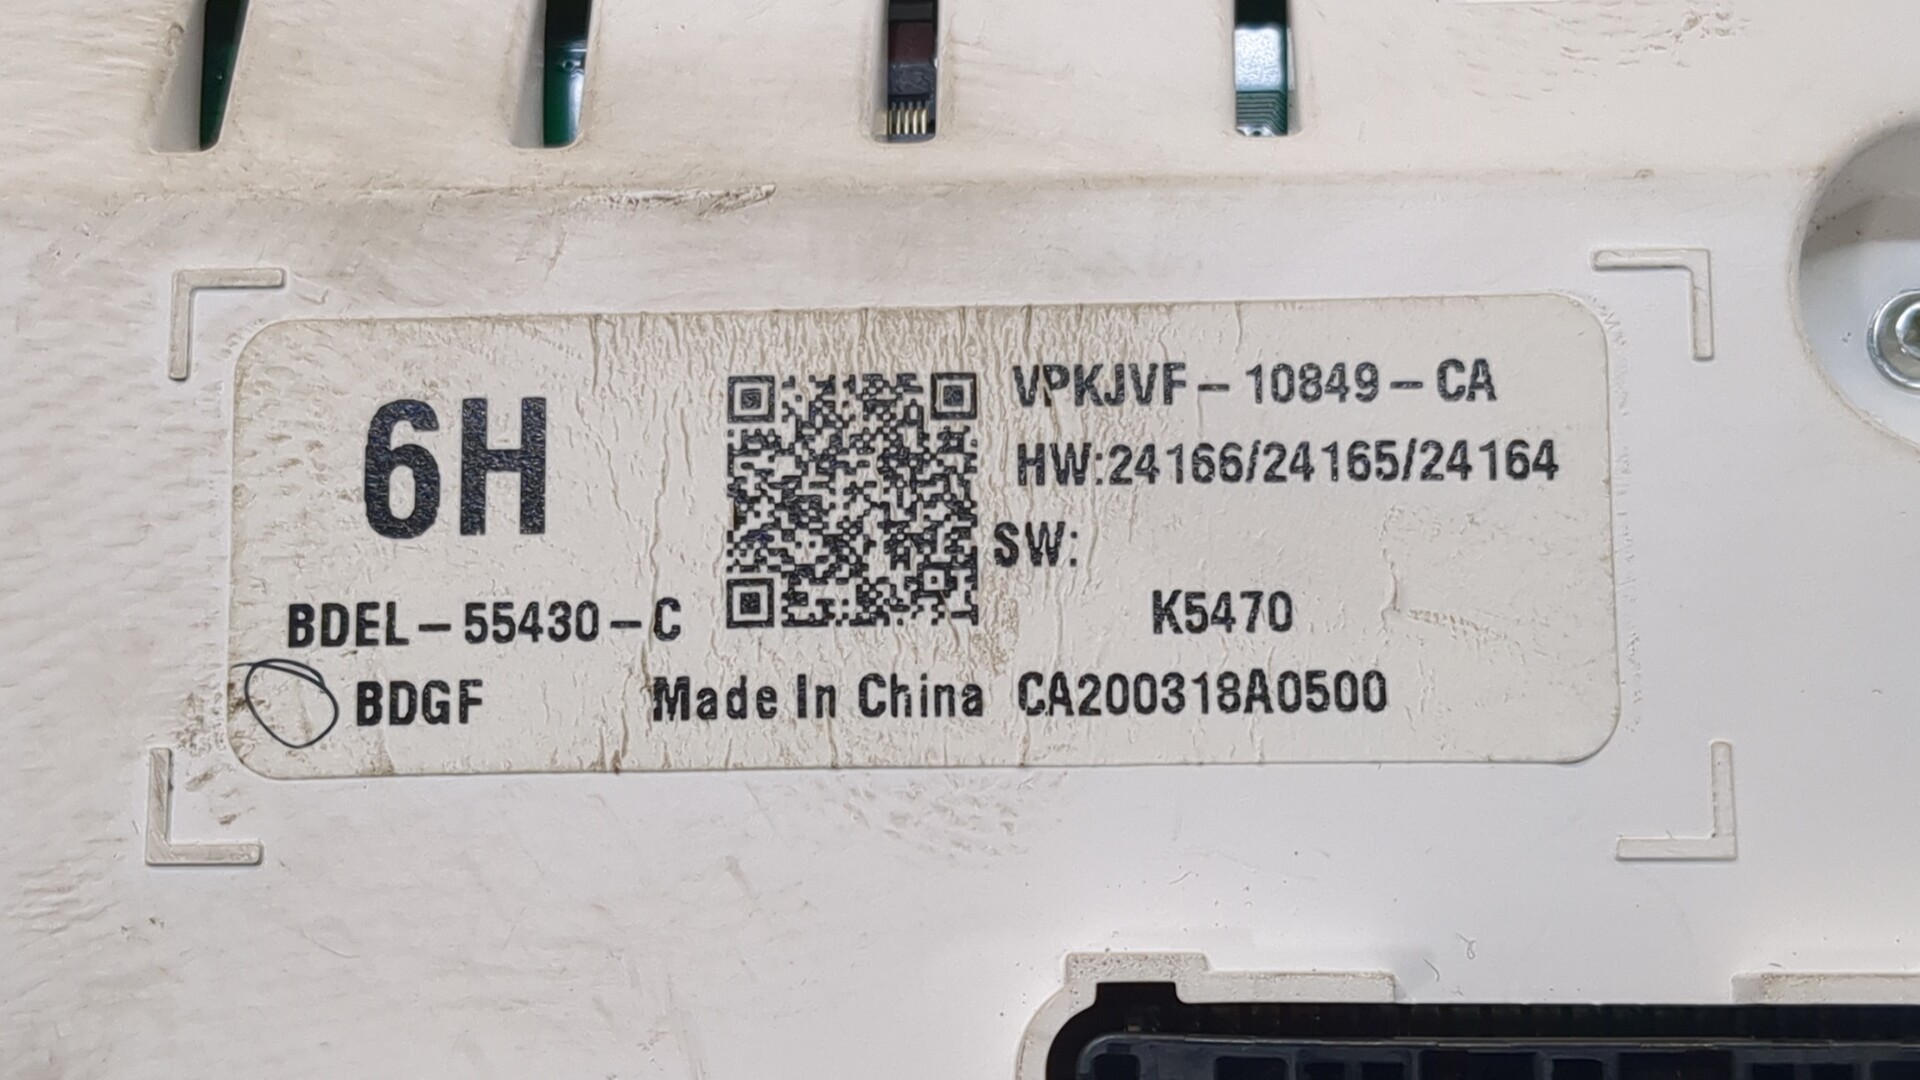 6H
BDEL-55430-C
BDGF
VPKJVF-10849-CA
HW:24166/24165/24164
SW:
K5470
Made In China CA200318A0500